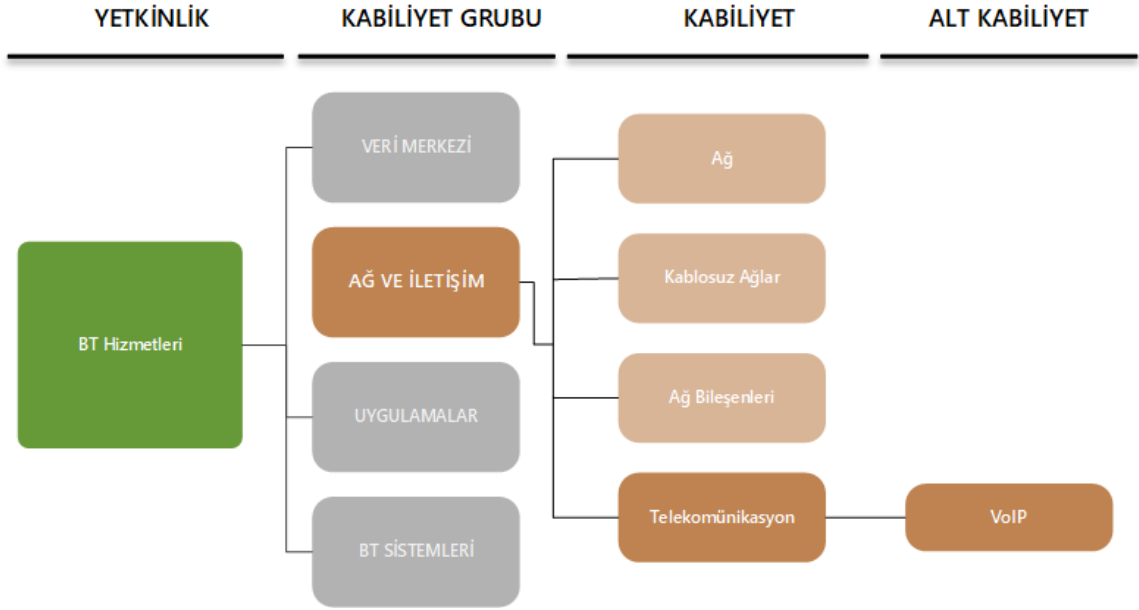 YETKİNLİK
KABİLİYET GRUBU
KABİLİYET
ALT KABİLİYET
BT Hizmetleri
VERİ MERKEZİ
AĞ VE İLETİŞİM
UYGULAMALAR
BT SİSTEMLERİ
Ağ
Kablosuz Ağlar
Ağ Bileşenleri
Telekomünikasyon
VoIP